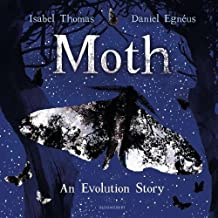 Isabel Thomas Daniel Egnéus
Moth
An Evolution Story
BLOOMSBURY